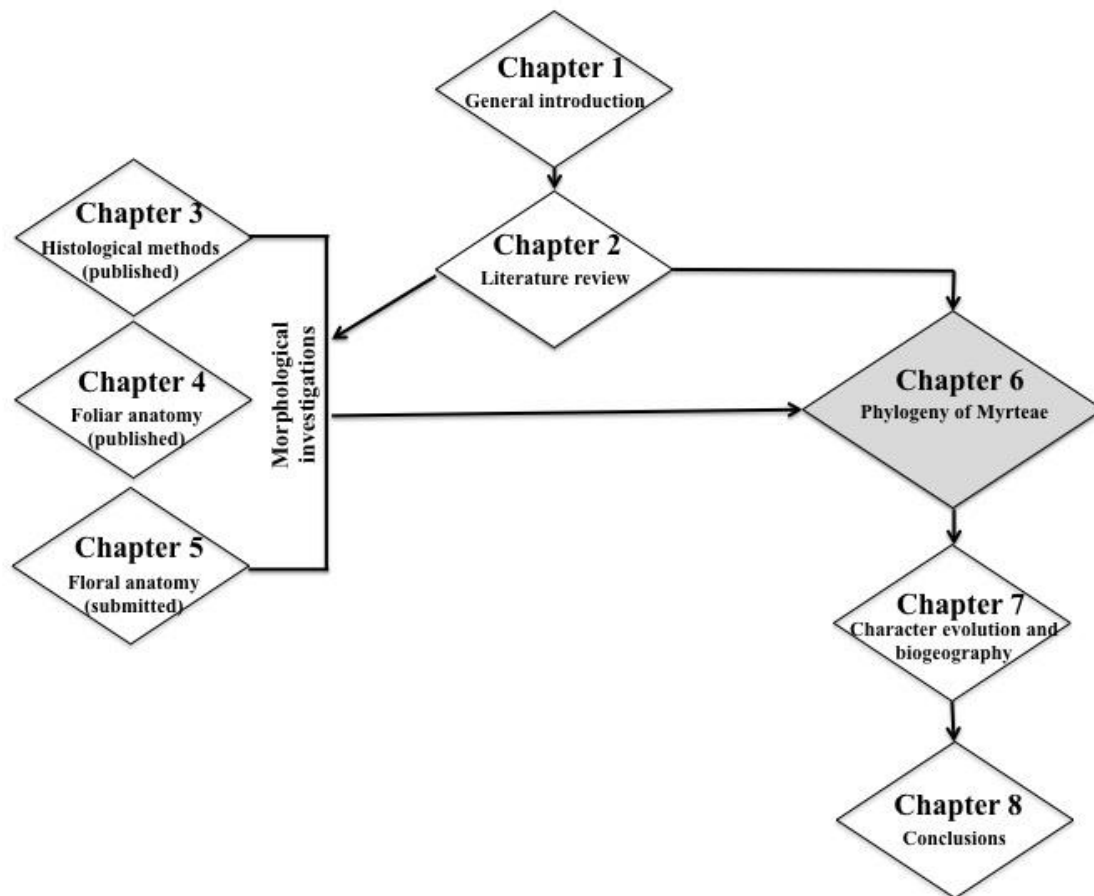 Chapter 1
General introduction
Chapter 2
Literature review
Chapter 3
Histological methods
(published)
Chapter 4
Foliar anatomy
(published)
Chapter 5
Floral anatomy
(submitted)
Morphological
investigations
Chapter 6
Phylogeny of Myrteae
Chapter 7
Character evolution and
biogeography
Chapter 8
Conclusions